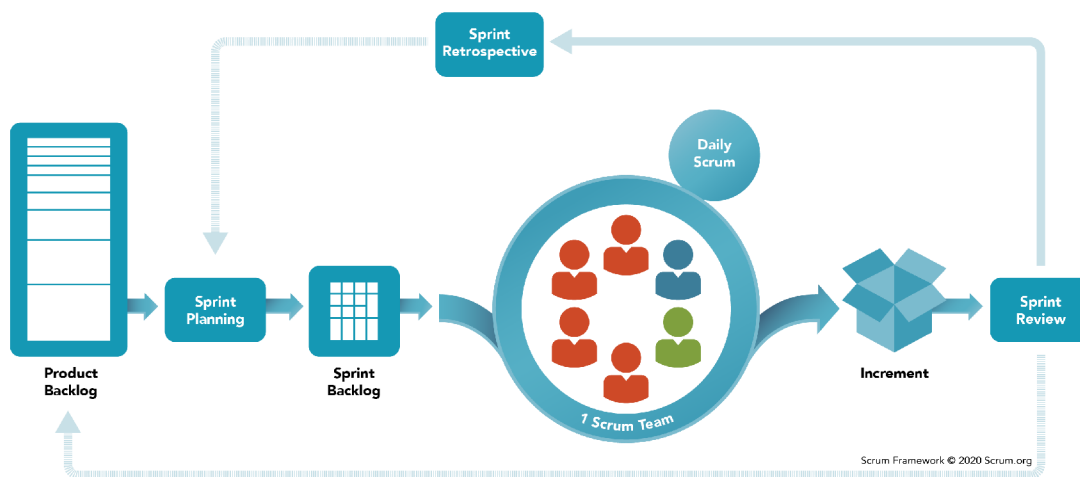 Sprint
Retrospective
Daily
Scrum
Sprint
Planning
Sprint
Review
Product
Backlog
Sprint
Backlog
Increment
1 Scrum Team
Scrum Framework © 2020 Scrum.org